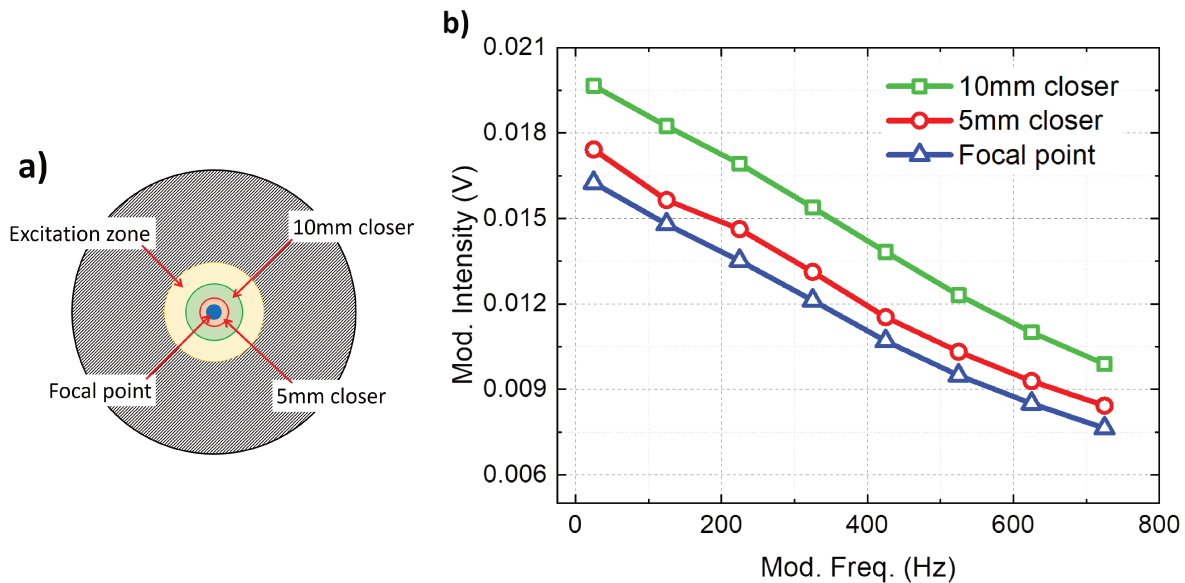 a)
Excitation zone
10mm closer
Focal point
5mm closer
b)
0.021
0.018
0.015
0.012
0.009
0.006
Mod. Intensity (V)
10mm closer
5mm closer
Focal point
0 200 400 600 800
Mod. Freq. (Hz)